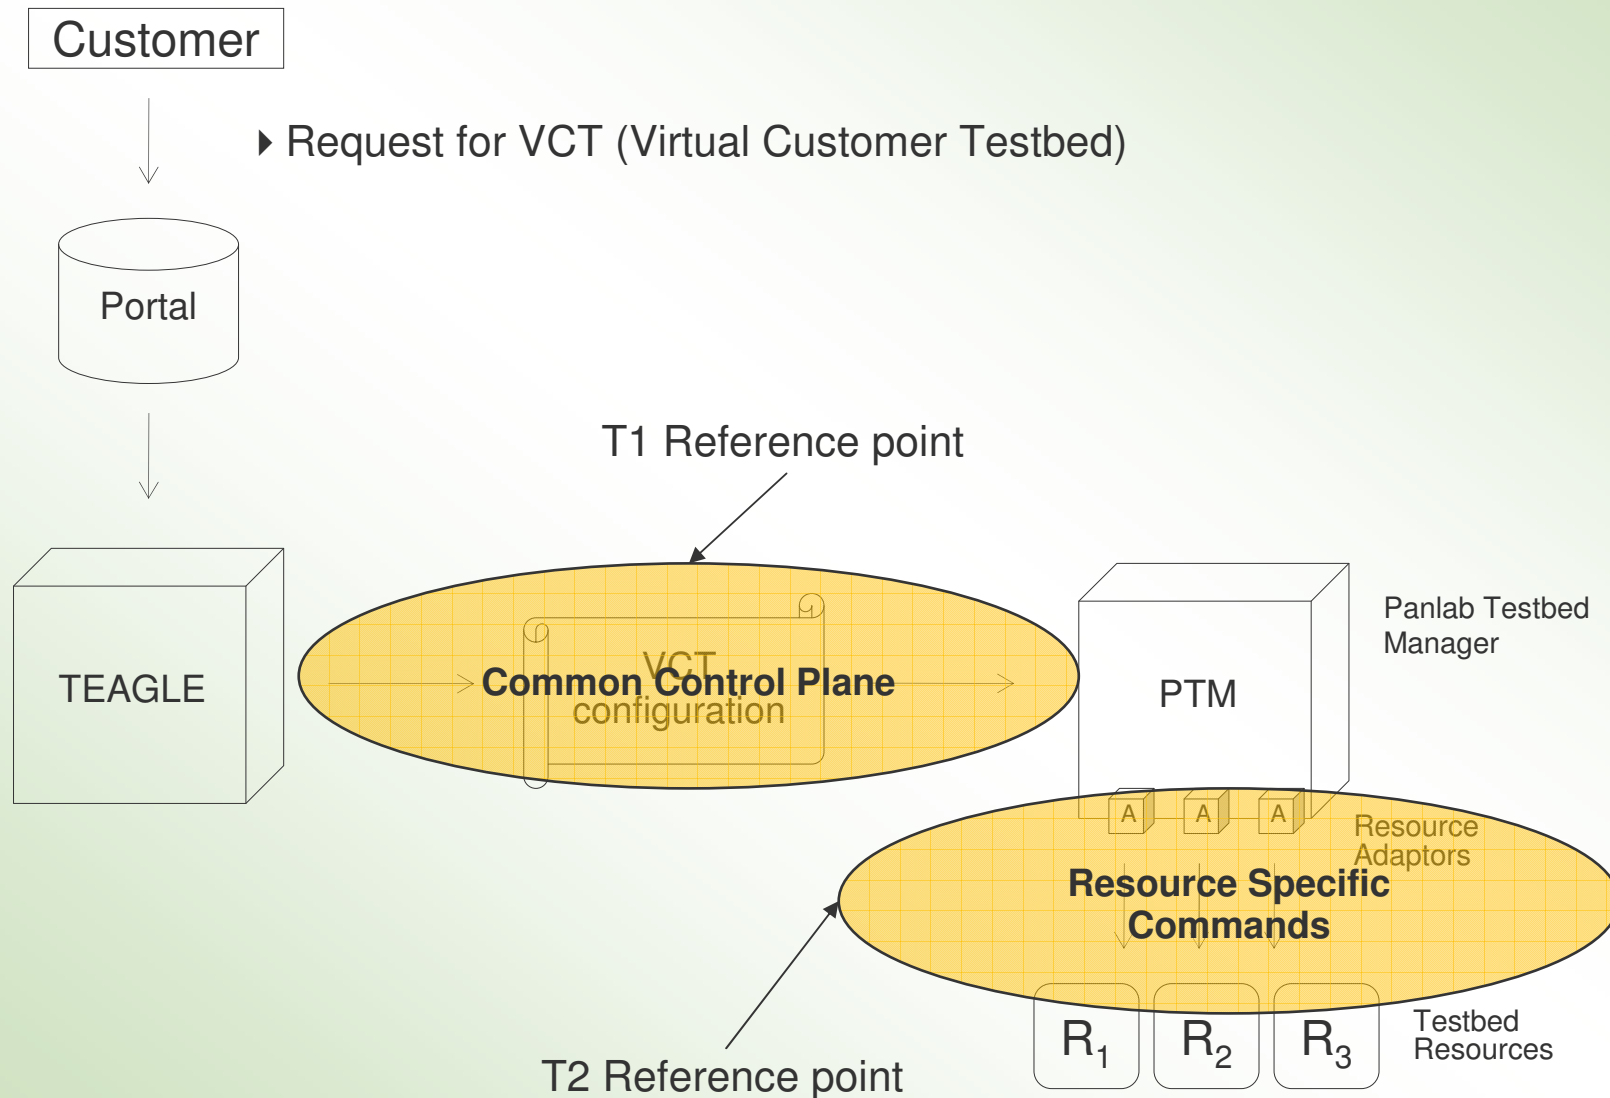 Customer
Request for VCT (Virtual Customer Testbed)
Portal
T1 Reference point
TEAGLE
VCT
configuration
Common Control Plane
PTM
Panlab Testbed
Manager
A A A
Resource
Adaptors
Resource Specific
Commands
R1 R2 R3
Testbed
Resources
T2 Reference point